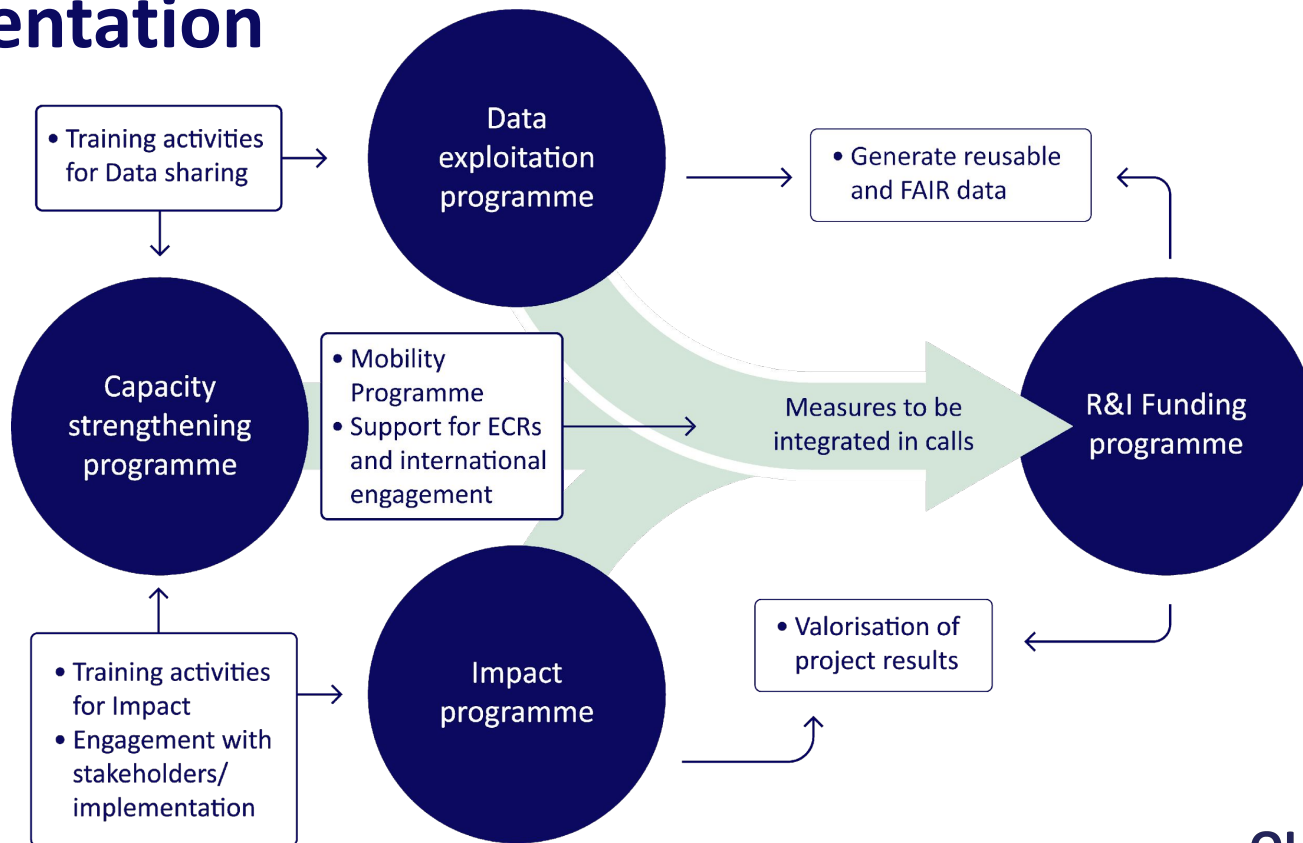 entation
• Training activities
for Data sharing
Data
exploitation
programme
• Generate reusable
and FAIR data
Capacity
strengthening
programme
• Mobility
Programme
• Support for ECRs
and international
engagement
Measures to be
integrated in calls
R&I Funding
programme
• Training activities
for Impact
• Engagement with
stakeholders/
implementation
Impact
programme
• Valorisation of
project results